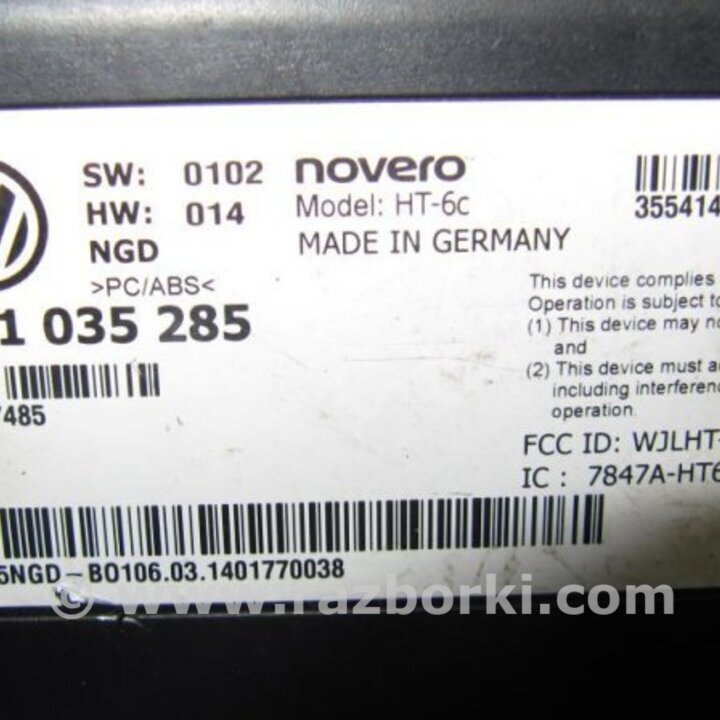 SW: 0102
HW: 014
NGD
>PC/ABS<
1 035 285
7485
novero
Model: HT-6c
MADE IN GERMANY
355414
This device complies
Operation is subject to
(1) This device may no
and
(2) This device must a
including interferenc
operation.
FCC ID: WJLHT-
IC : 7847A-HT6
5NGD-BO106.03.1401770038
© www.razborki.com